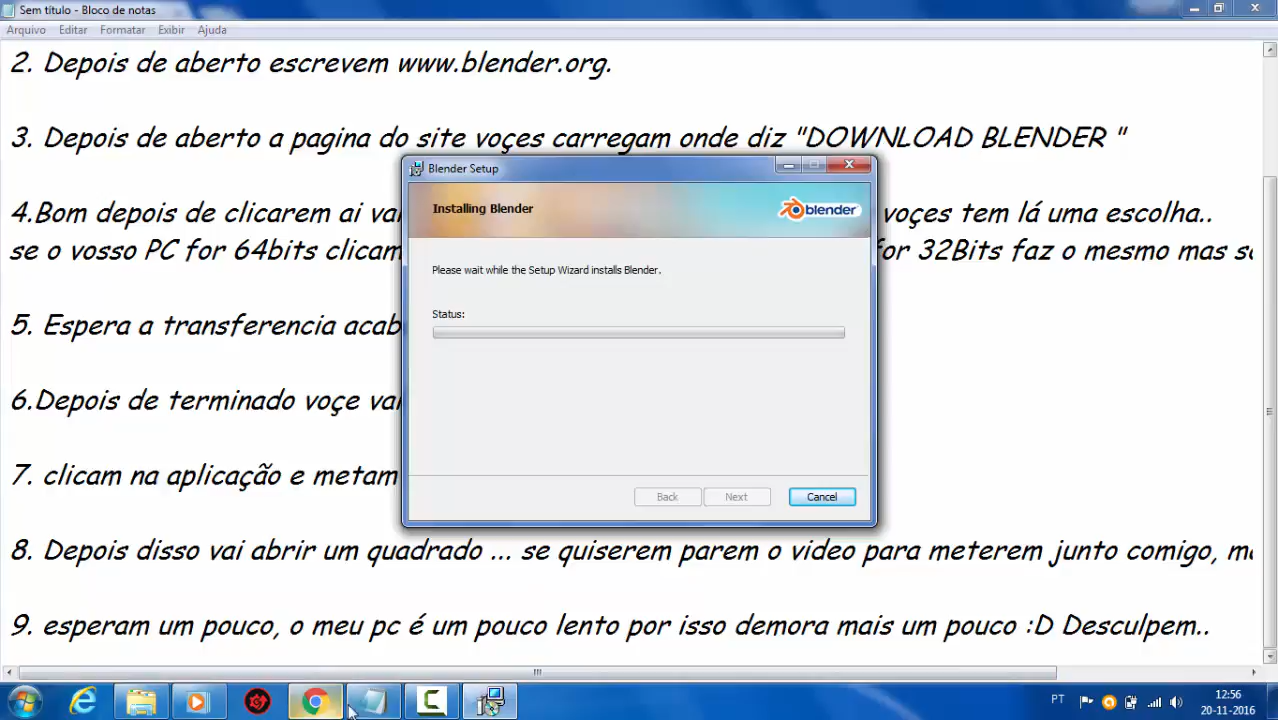 Sem título - Bloco de notas
Arquivo Editar Formatar Exibir Ajuda
2. Depois de aberto escrevem www.blender.org.
3. Depois de aberto a pagina do site voçes carregam onde diz "DOWNLOAD BLENDER "
4.Bom depois de clicarem ai voçes tem lá uma escolha..
se o vosso PC for 64bits clicam for 32Bits faz o mesmo mas
5. Espera a transferencia
6.Depois de terminado voçe
7. clicam na aplicação e metam
8. Depois disso vai abrir um quadrado ... se quiserem parem o video para meterem junto comigo,
9. esperam um pouco, o meu pc é um pouco lento por isso demora mais um pouco :D Desculpem..
Blender Setup
Installing Blender
blender
Please wait while the Setup Wizard installs Blender.
Status:
Back Next Cancel
PT
12:56
20-11-2016